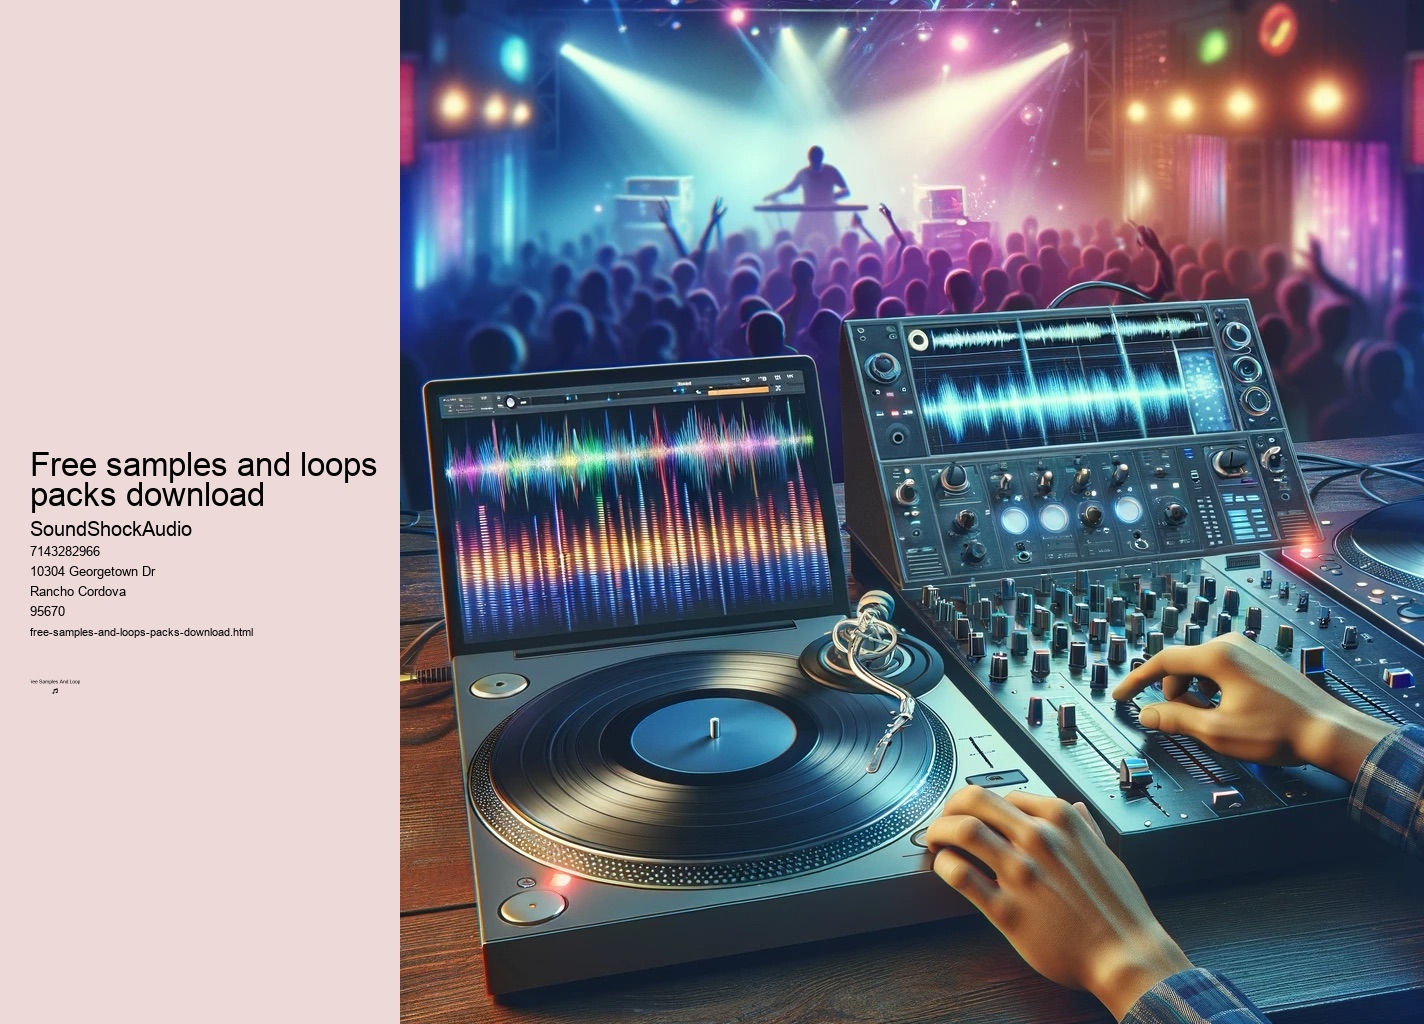 Free samples and loops
packs download
SoundShockAudio
7143282966
10304 Georgetown Dr
Rancho Cordova
95670
free-samples-and-loops-packs-download.html
ree Samples And Loop